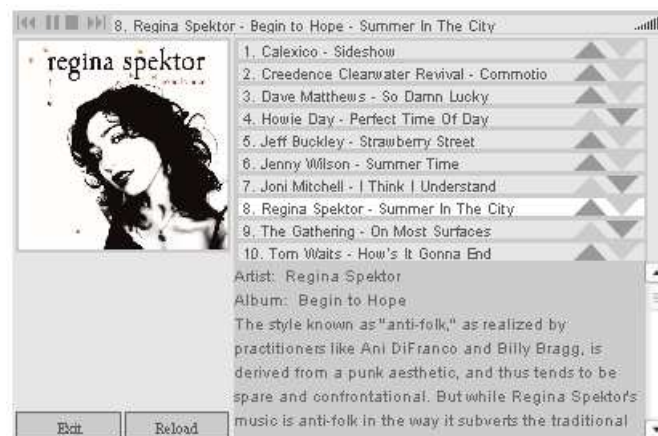 8. Regina Spektor - Begin to Hope - Summer In The City
regina spektor
1. Calexico - Sideshow
2. Creedence Clearwater Revival - Commotio
3. Dave Matthews - So Damn Lucky
4. Howie Day - Perfect Time Of Day
5. Jeff Buckley - Strawberry Street
6. Jenny Wilson - Summer Time
7. Joni Mitchell - I Think I Understand
8. Regina Spektor - Summer In The City
9. The Gathering - On Most Surfaces
10. Tom Waits - How's It Gonna End
Artist: Regina Spektor
Album: Begin to Hope
The style known as "anti-folk," as realized by
practitioners like Ani DiFranco and Billy Bragg, is
derived from a punk aesthetic, and thus tends to be
spare and confrontational. But while Regina Spektor's
music is anti-folk in the way it subverts the traditional
Exit
Reload